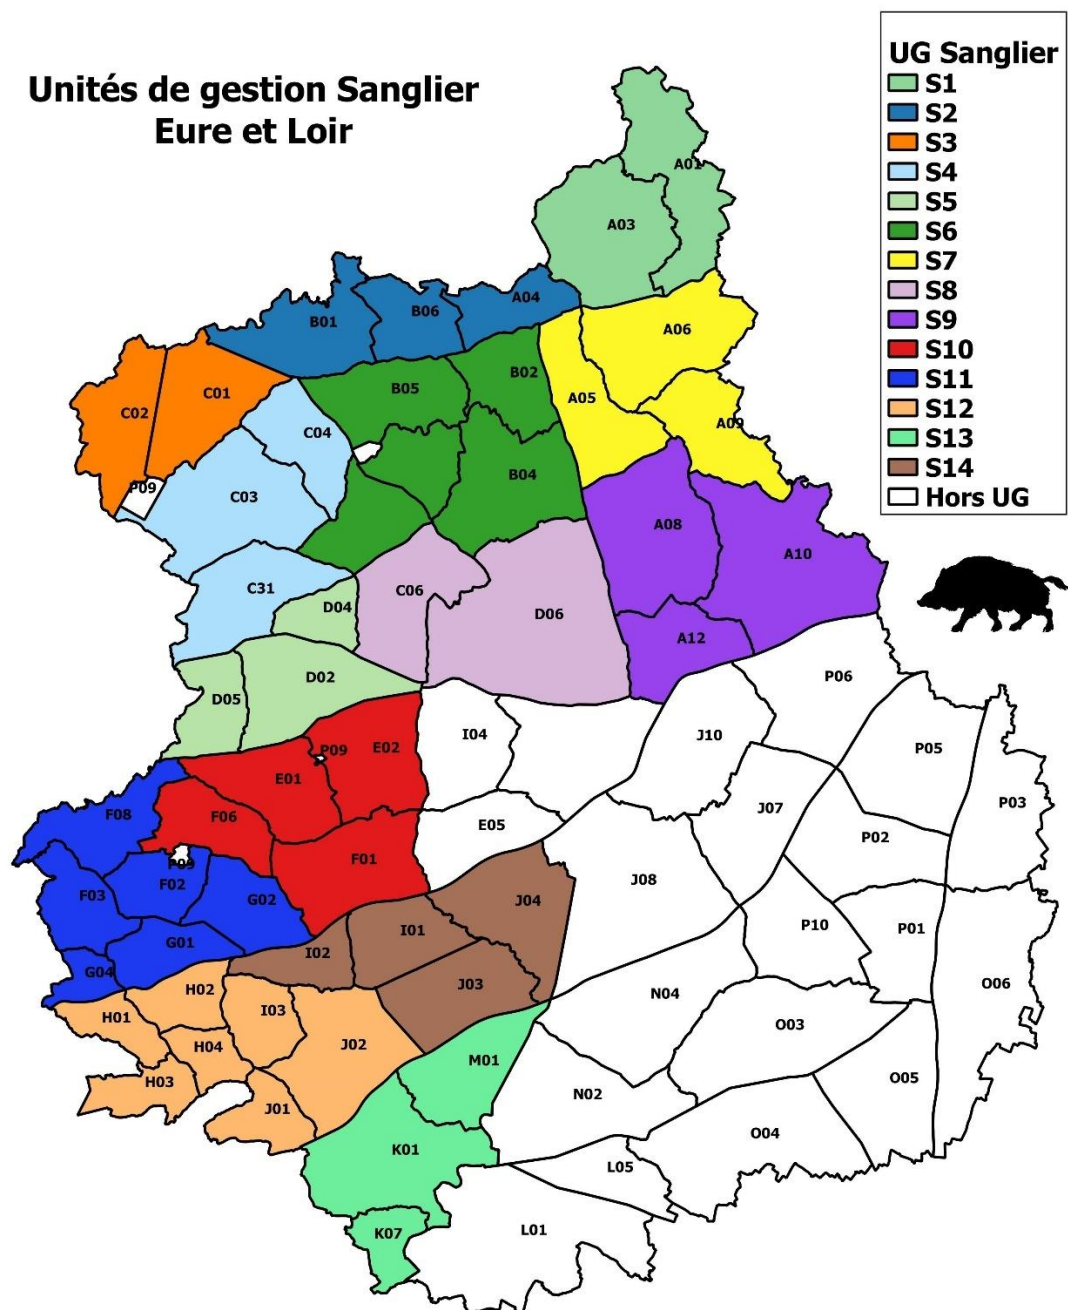 Unités de gestion Sanglier
Eure et Loir
UG Sanglier
S1
S2
S3
S4
S5
S6
S7
S8
S9
S10
S11
S12
S13
S14
Hors UG
A01
A03
A04
B06
B01
A06
B02
B05
C01
A05
C02
A09
C04
B04
P09
C03
A08
A10
C31
C06
D04
D06
A12
D02
P06
D05
I04
J10
E02
P09
P05
E01
P03
J07
F08
F06
E05
P02
F01
P09
J08
F02
F03
G02
J04
P10
P01
I01
G01
I02
G04
J03
O06
H02
N04
I03
H01
O03
H04
J02
M01
H03
O05
N02
J01
O04
K01
L05
K07
L01